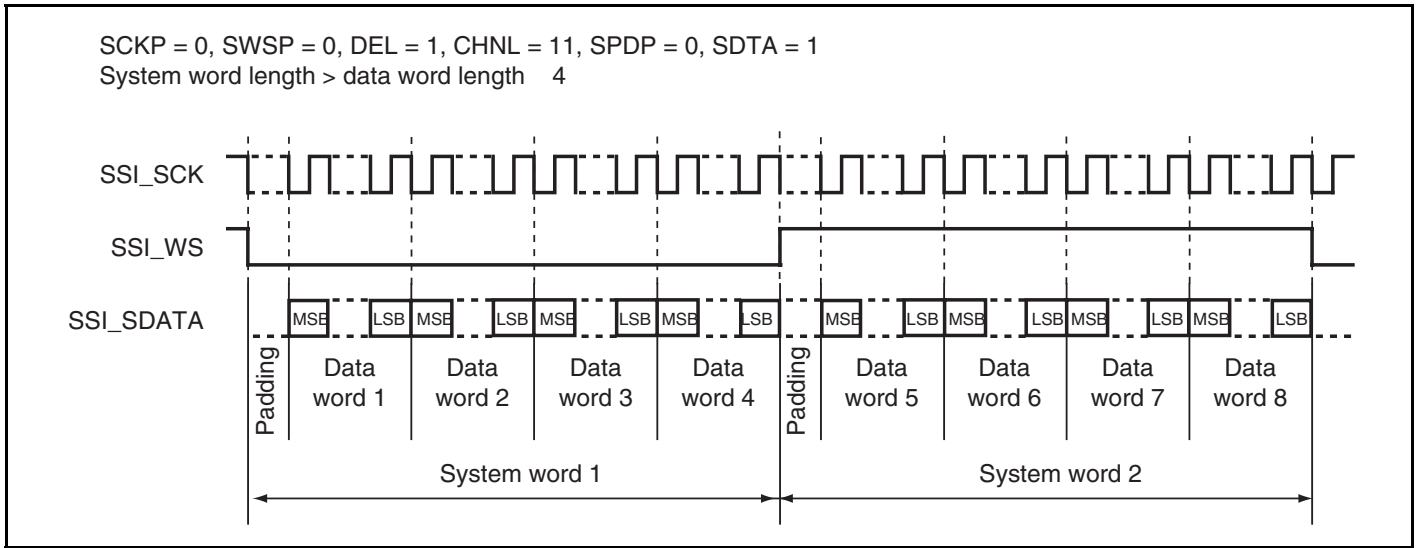 SCKP = 0, SWSP = 0, DEL = 1, CHNL = 11, SPDP = 0, SDTA = 1
System word length > data word length 4
SSI_SCK
SSI_WS
SSI_SDATA
MSB LSB MSB LSB MSB LSB MSB LSB MSB LSB MSB LSB MSB LSB MSB LSB
Padding
Data
word 1
Data
word 2
Data
word 3
Data
word 4
Padding
Data
word 5
Data
word 6
Data
word 7
Data
word 8
System word 1
System word 2